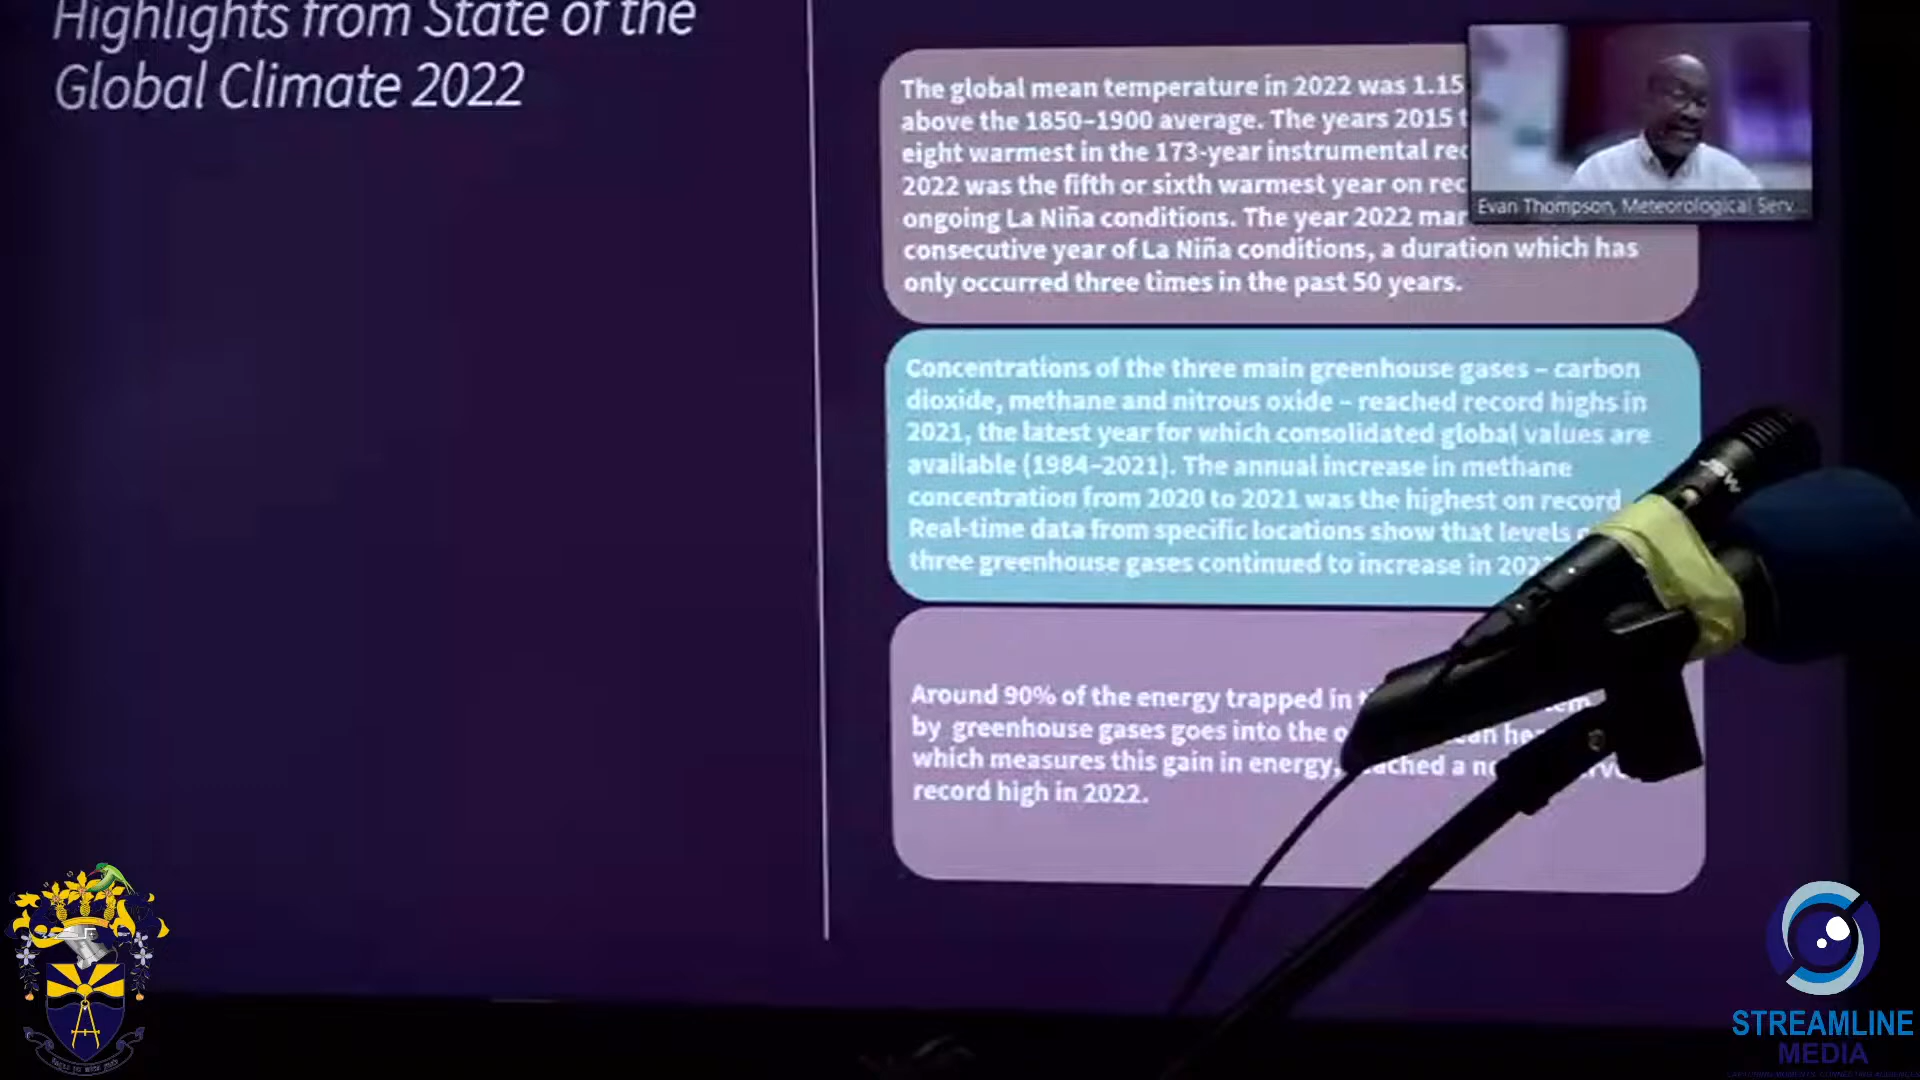 Highlights from State of the
Global Climate 2022
The global mean temperature in 2022 was 1.15
above the 1850–1900 average. The years 2015
eight warmest in the 173-year instrumental
2022 was the fifth or sixth warmest year on
ongoing La Niña conditions. The year 2022
consecutive year of La Niña conditions, a duration which has
only occurred three times in the past 50 years.
Evan Thompson, Meteorological Serv...
Concentrations of the three main greenhouse gases – carbon
dioxide, methane and nitrous oxide – reached record highs in
2021, the latest year for which consolidated global values are
available (1984–2021). The annual increase in methane
concentration from 2020 to 2021 was the highest on record
Real-time data from specific locations show that levels
three greenhouse gases continued to increase in
Around 90% of the energy trapped in
by greenhouse gases goes into the
which measures this gain in energy, a
record high in 2022.
STREAMLINE
MEDIA